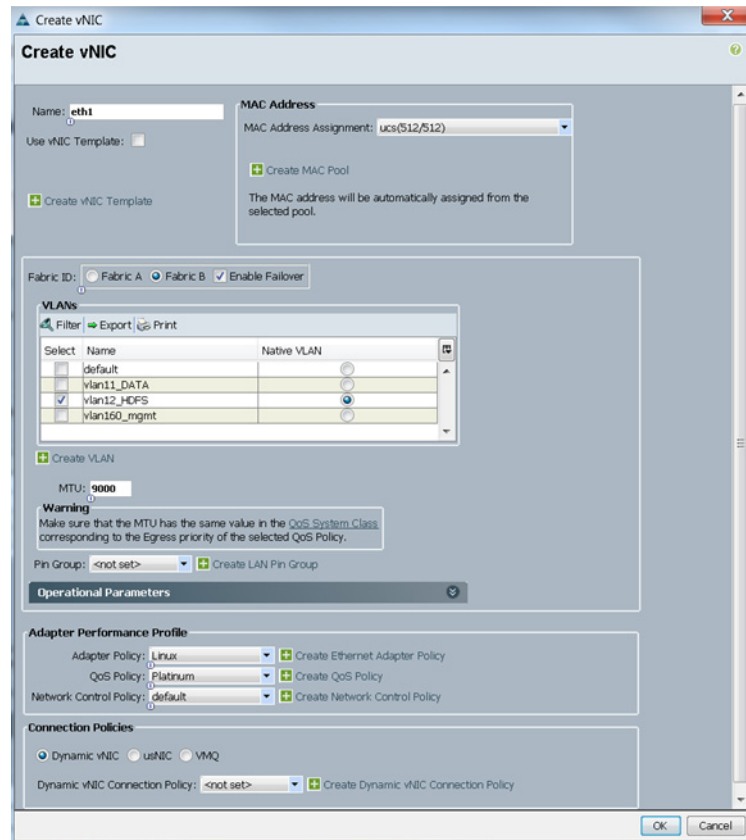 Create vNIC
Create vNIC
Name: eth1
Use vNIC Template:
Create vNIC Template
MAC Address
MAC Address Assignment: ucs(512/512)
Create MAC Pool
The MAC address will be automatically assigned from the
selected pool.
Fabric ID: Fabric A Fabric B Enable Failover
VLANs
Filter Export Print
Select Name Native VLAN
default
vlan11_DATA
vlan12_HDFS
vlan160_mgmt
Create VLAN
MTU: 9000
Warning
Make sure that the MTU has the same value in the QoS System Class
corresponding to the Egress priority of the selected QoS Policy.
Pin Group: <not set> Create LAN Pin Group
Operational Parameters
Adapter Performance Profile
Adapter Policy: Linux Create Ethernet Adapter Policy
QoS Policy: Platinum Create QoS Policy
Network Control Policy: default Create Network Control Policy
Connection Policies
Dynamic vNIC usNIC VMQ
Dynamic vNIC Connection Policy: <not set> Create Dynamic vNIC Connection Policy
OK Cancel